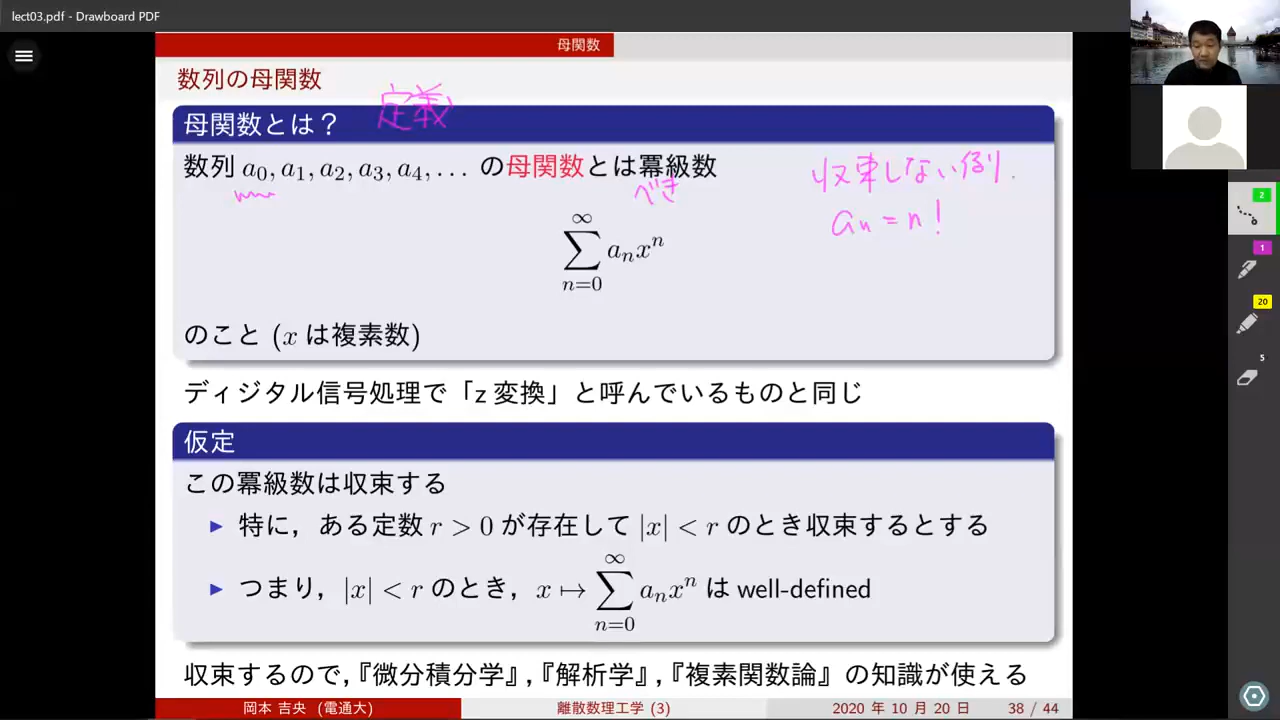 lect03.pdf - Drawboard PDF
母関数
数列の母関数
母関数とは？ 定義
数列 a0, a1, a2, a3, a4, ... の母関数とは冪級数
べき
収束しない例.
an = n!
∞
∑ anx^n
n=0
のこと (x は複素数)
ディジタル信号処理で「z 変換」と呼んでいるものと同じ
仮定
この冪級数は収束する
▶ 特に，ある定数 r > 0 が存在して |x| < r のとき収束するとする
∞
▶ つまり，|x| < r のとき，x ↦ ∑ anx^n は well-defined
n=0
収束するので，『微分積分学』，『解析学』，『複素関数論』の知識が使える
岡本 吉央 (電通大) 離散数理工学 (3) 2020 年 10 月 20 日 38 / 44
2
1
20
5